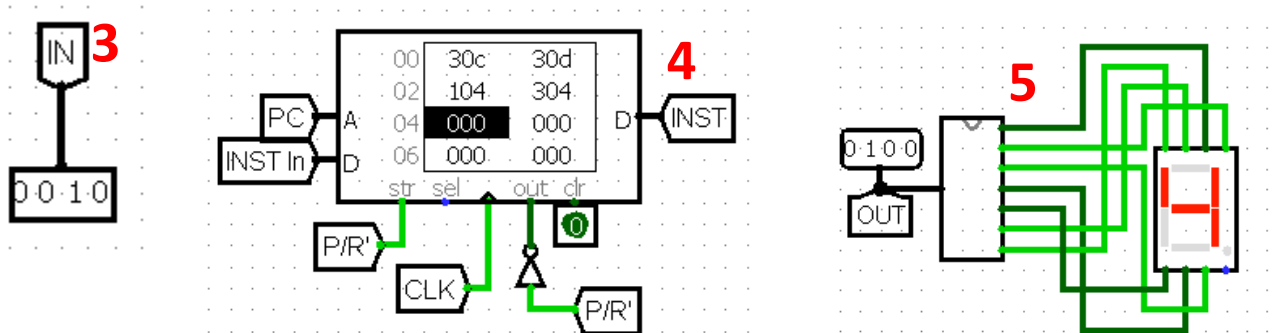 IN 3
0 0 1 0
00 30c 30d
02 104 304
04 000 000
06 000 000
PC A
INST In D
D INST
4
str sel out clr
0
P/R'
CLK
P/R'
5
0 1 0 0
OUT
4